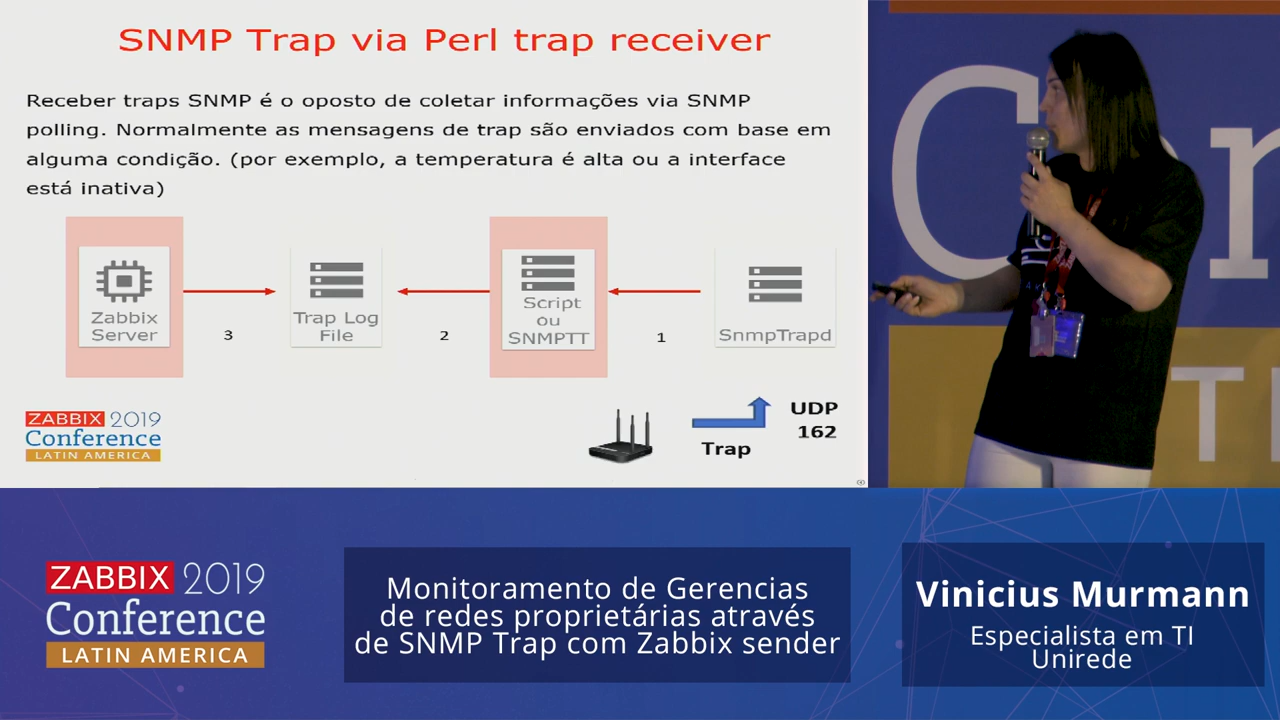 SNMP Trap via Perl trap receiver
Receber traps SNMP é o oposto de coletar informações via SNMP
polling. Normalmente as mensagens de trap são enviados com base em
alguma condição. (por exemplo, a temperatura é alta ou a interface
está inativa)
Zabbix
Server
3
Trap Log
File
2
Script
ou
SNMPTT
1
SnmpTrapd
UDP
162
Trap
ZABBIX 2019
Conference
LATIN AMERICA
Con
T
ZABBIX 2019
Conference
LATIN AMERICA
Monitoramento de Gerencias
de redes proprietárias através
de SNMP Trap com Zabbix sender
Vinicius Murmann
Especialista em TI
Unirede